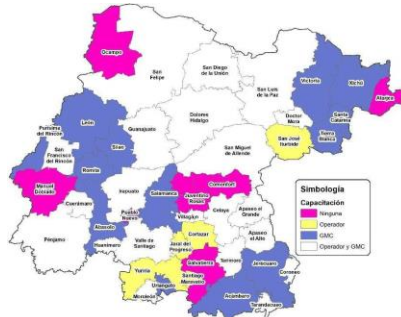 Ocampo
San Felipe
San Diego
de la Unión
San Luis
de la Paz
Victoria
Xichú
Atarjea
León
Guanajuato
Dolores
Hidalgo
Doctor
Mora
Santa
Catarina
Tierra
Blanca
Purísima
del Rincón
San
Francisco
del Rincón
Silao
San José
Iturbide
San Miguel
de Allende
Romita
Manuel
Doblado
Cuerámaro
Irapuato
Salamanca
Juventino
Rosas
Comonfort
Pueblo
Nuevo
Villagrán
Celaya
Apaseo
el Grande
Apaseo
el Alto
Pénjamo
Abasolo
Huanímaro
Valle de
Santiago
Cortazar
Jaral del
Progreso
Yuriria
Salvatierra
Tarimoro
Jerécuaro
Coroneo
Uriangato
Santiago
Maravatío
Moroleón
Acámbaro
Tarandacuao
Simbología
Capacitación
Ninguna
Operador
GMC
Operador y GMC